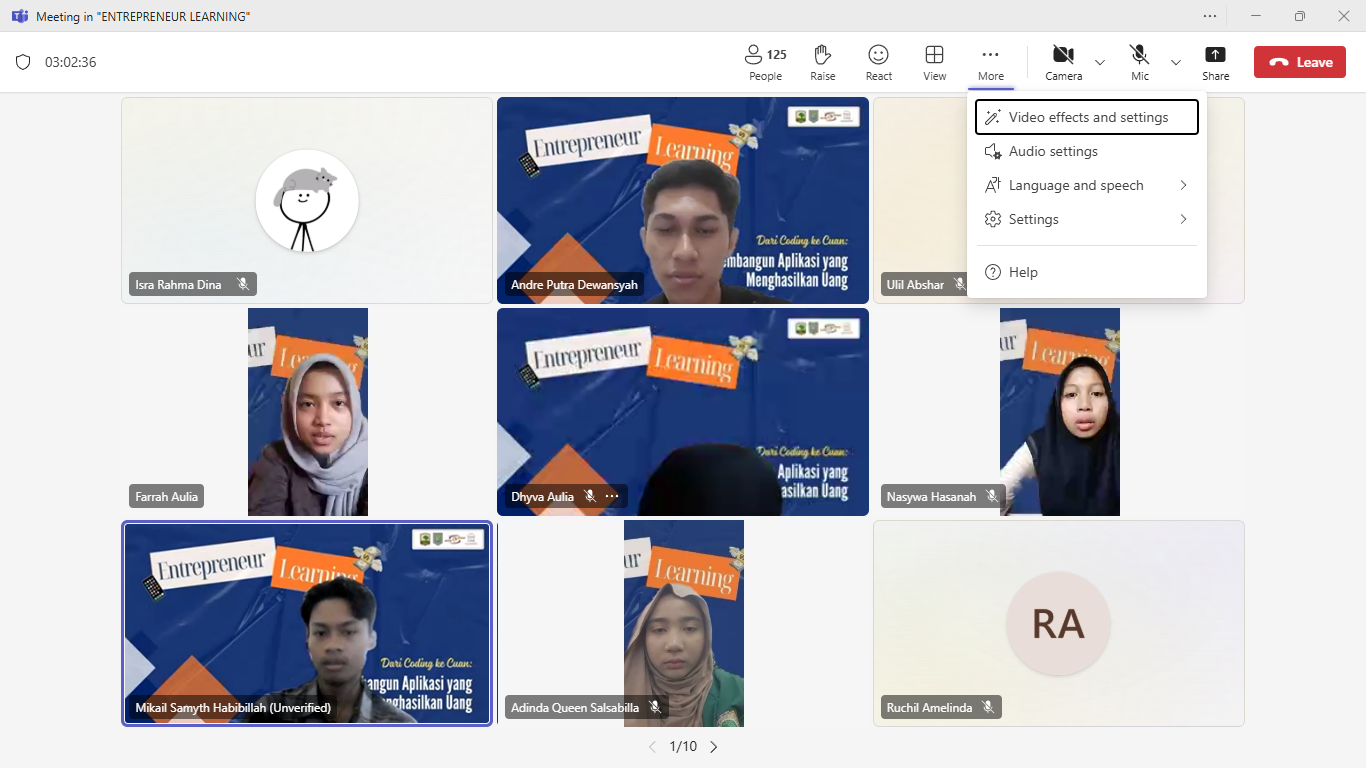 Meeting in "ENTREPRENEUR LEARNING"
03:02:36
125
People
Raise
React
View
More
Camera
Mic
Share
Leave
Video effects and settings
Audio settings
Language and speech
Settings
Help
Isra Rahma Dina
Entrepreneur
Learning
Dari Coding ke Cuan:
mbangun Aplikasi yang
Menghasilkan Uang
Andre Putra Dewansyah
Ulil Abshar
ur
Le
Farrah Aulia
Entrepreneur
Learning
Dari Coding ke Cuan:
Aplikasi yang
asilkan Uang
Dhyva Aulia
ur
Learning
Nasywa Hasanah
Entrepreneur
Learning
Dari Coding ke Cuan:
angun Aplikasi yang
nghasilkan Uang
Mikail Samyth Habibillah (Unverified)
ur
Learning
Adinda Queen Salsabilla
RA
Ruchil Amelinda
1/10